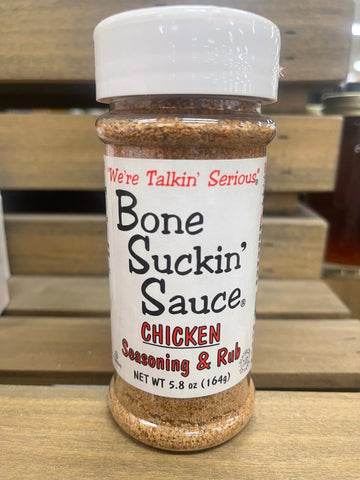 "We're Talkin' Serious."
Bone
Suckin'
Sauce®
CHICKEN
Seasoning & Rub
NET WT 5.8 oz (164g)